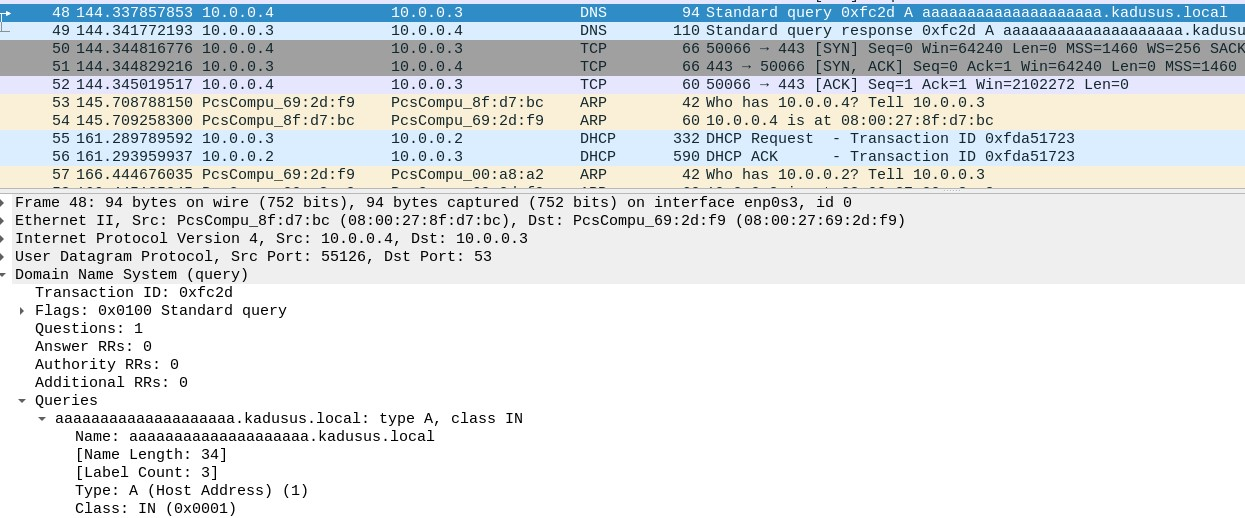 48 144.337857853 10.0.0.4 10.0.0.3 DNS 94 Standard query 0xfc2d A aaaaaaaaaaaaaaaaaaaa.kadusus.local
49 144.341772193 10.0.0.3 10.0.0.4 DNS 110 Standard query response 0xfc2d A aaaaaaaaaaaaaaaaaaaa.kadusu
50 144.344816776 10.0.0.4 10.0.0.3 TCP 66 50066 → 443 [SYN] Seq=0 Win=64240 Len=0 MSS=1460 WS=256 SACK
51 144.344829216 10.0.0.3 10.0.0.4 TCP 66 443 → 50066 [SYN, ACK] Seq=0 Ack=1 Win=64240 Len=0 MSS=1460
52 144.345019517 10.0.0.4 10.0.0.3 TCP 60 50066 → 443 [ACK] Seq=1 Ack=1 Win=2102272 Len=0
53 145.708788150 PcsCompu_69:2d:f9 PcsCompu_8f:d7:bc ARP 42 Who has 10.0.0.4? Tell 10.0.0.3
54 145.709258300 PcsCompu_8f:d7:bc PcsCompu_69:2d:f9 ARP 60 10.0.0.4 is at 08:00:27:8f:d7:bc
55 161.289789592 10.0.0.3 10.0.0.2 DHCP 332 DHCP Request - Transaction ID 0xfda51723
56 161.293959937 10.0.0.2 10.0.0.3 DHCP 590 DHCP ACK - Transaction ID 0xfda51723
57 166.444676035 PcsCompu_69:2d:f9 PcsCompu_00:a8:a2 ARP 42 Who has 10.0.0.2? Tell 10.0.0.3
Frame 48: 94 bytes on wire (752 bits), 94 bytes captured (752 bits) on interface enp0s3, id 0
Ethernet II, Src: PcsCompu_8f:d7:bc (08:00:27:8f:d7:bc), Dst: PcsCompu_69:2d:f9 (08:00:27:69:2d:f9)
Internet Protocol Version 4, Src: 10.0.0.4, Dst: 10.0.0.3
User Datagram Protocol, Src Port: 55126, Dst Port: 53
Domain Name System (query)
Transaction ID: 0xfc2d
Flags: 0x0100 Standard query
Questions: 1
Answer RRs: 0
Authority RRs: 0
Additional RRs: 0
Queries
aaaaaaaaaaaaaaaaaaaa.kadusus.local: type A, class IN
Name: aaaaaaaaaaaaaaaaaaaa.kadusus.local
[Name Length: 34]
[Label Count: 3]
Type: A (Host Address) (1)
Class: IN (0x0001)